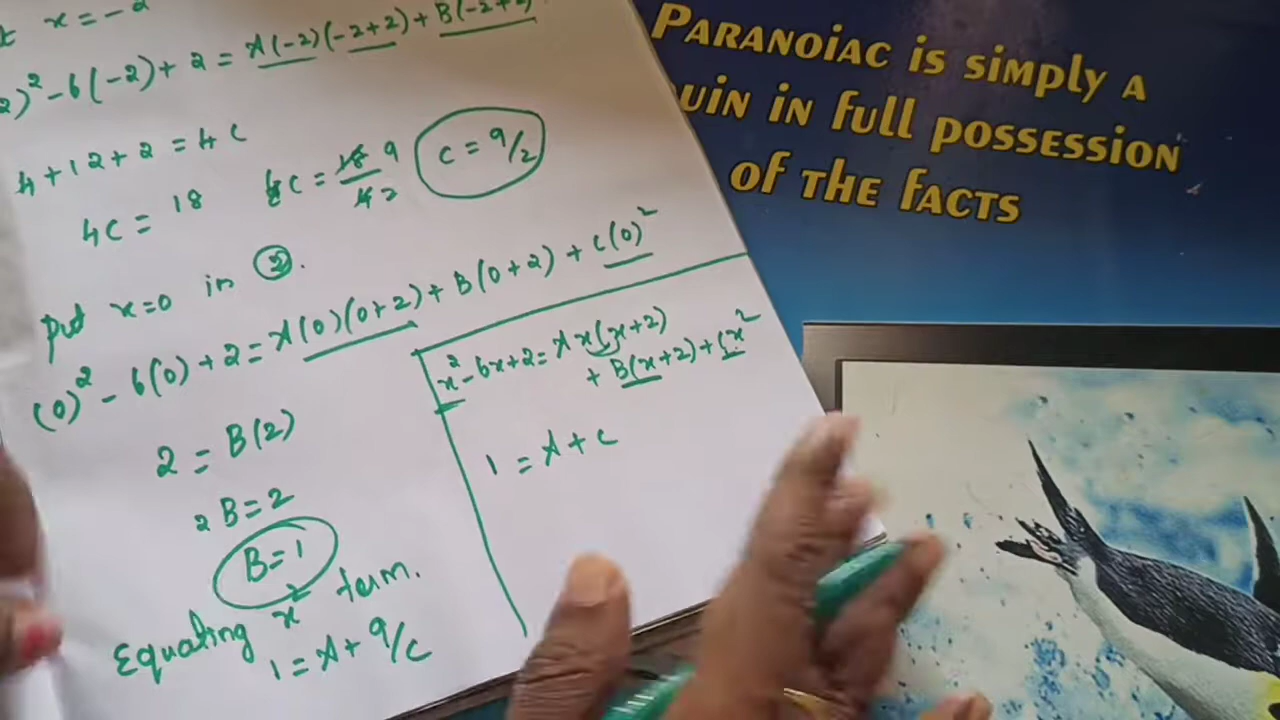 x = -2
2)² - 6(-2) + 2 = A(-2)(-2+2) + B(-2+2)
4 + 12 + 2 = 4C
4C = 18
4C = 18 9 / 4 2
C = 9/2
put x=0 in ②.
(0)² - 6(0) + 2 = A(0)(0+2) + B(0+2) + C(0)²
2 = B(2)
2B = 2
B = 1
Equating x² term.
1 = A + 9/C
x² - 6x + 2 = Ax(x+2)
+ B(x+2) + Cx²
1 = A + C
PARANOIAC IS SIMPLY A
UIN IN FULL POSSESSION
OF THE FACTS